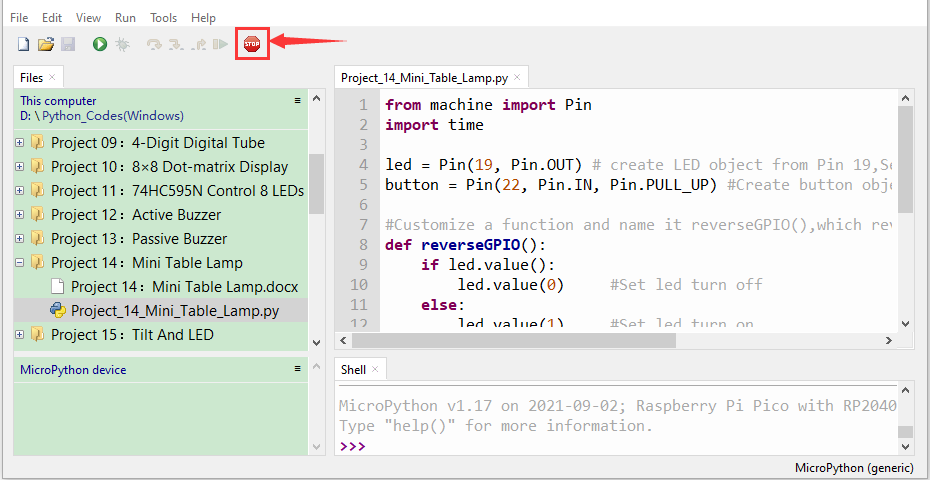 File Edit View Run Tools Help
STOP
Files ×
This computer ≡
D: \ Python_Codes(Windows)
Project 09：4-Digit Digital Tube
Project 10：8×8 Dot-matrix Display
Project 11：74HC595N Control 8 LEDs
Project 12：Active Buzzer
Project 13：Passive Buzzer
Project 14：Mini Table Lamp
Project 14：Mini Table Lamp.docx
Project_14_Mini_Table_Lamp.py
Project 15：Tilt And LED
MicroPython device ≡
Project_14_Mini_Table_Lamp.py ×
1 from machine import Pin
2 import time
3
4 led = Pin(19, Pin.OUT) # create LED object from Pin 19,Se
5 button = Pin(22, Pin.IN, Pin.PULL_UP) #Create button obj
6
7 #Customize a function and name it reverseGPIO(),which rev
8 def reverseGPIO():
9 if led.value():
10 led.value(0) #Set led turn off
11 else:
12 led.value(1) #Set led turn on
Shell ×
MicroPython v1.17 on 2021-09-02; Raspberry Pi Pico with RP2040
Type "help()" for more information.
>>>
MicroPython (generic)